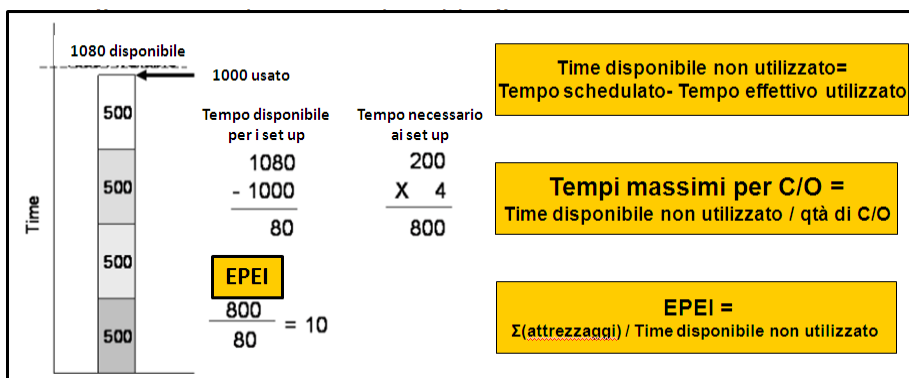 1080 disponibile
1000 usato
Time
500
500
500
500
Tempo disponibile
per i set up
1080
- 1000
80
Tempo necessario
ai set up
200
X 4
800
EPEI
800
80
= 10
Time disponibile non utilizzato=
Tempo schedulato- Tempo effettivo utilizzato
Tempi massimi per C/O =
Time disponibile non utilizzato / qtà di C/O
EPEI =
Σ(attrezzaggi) / Time disponibile non utilizzato